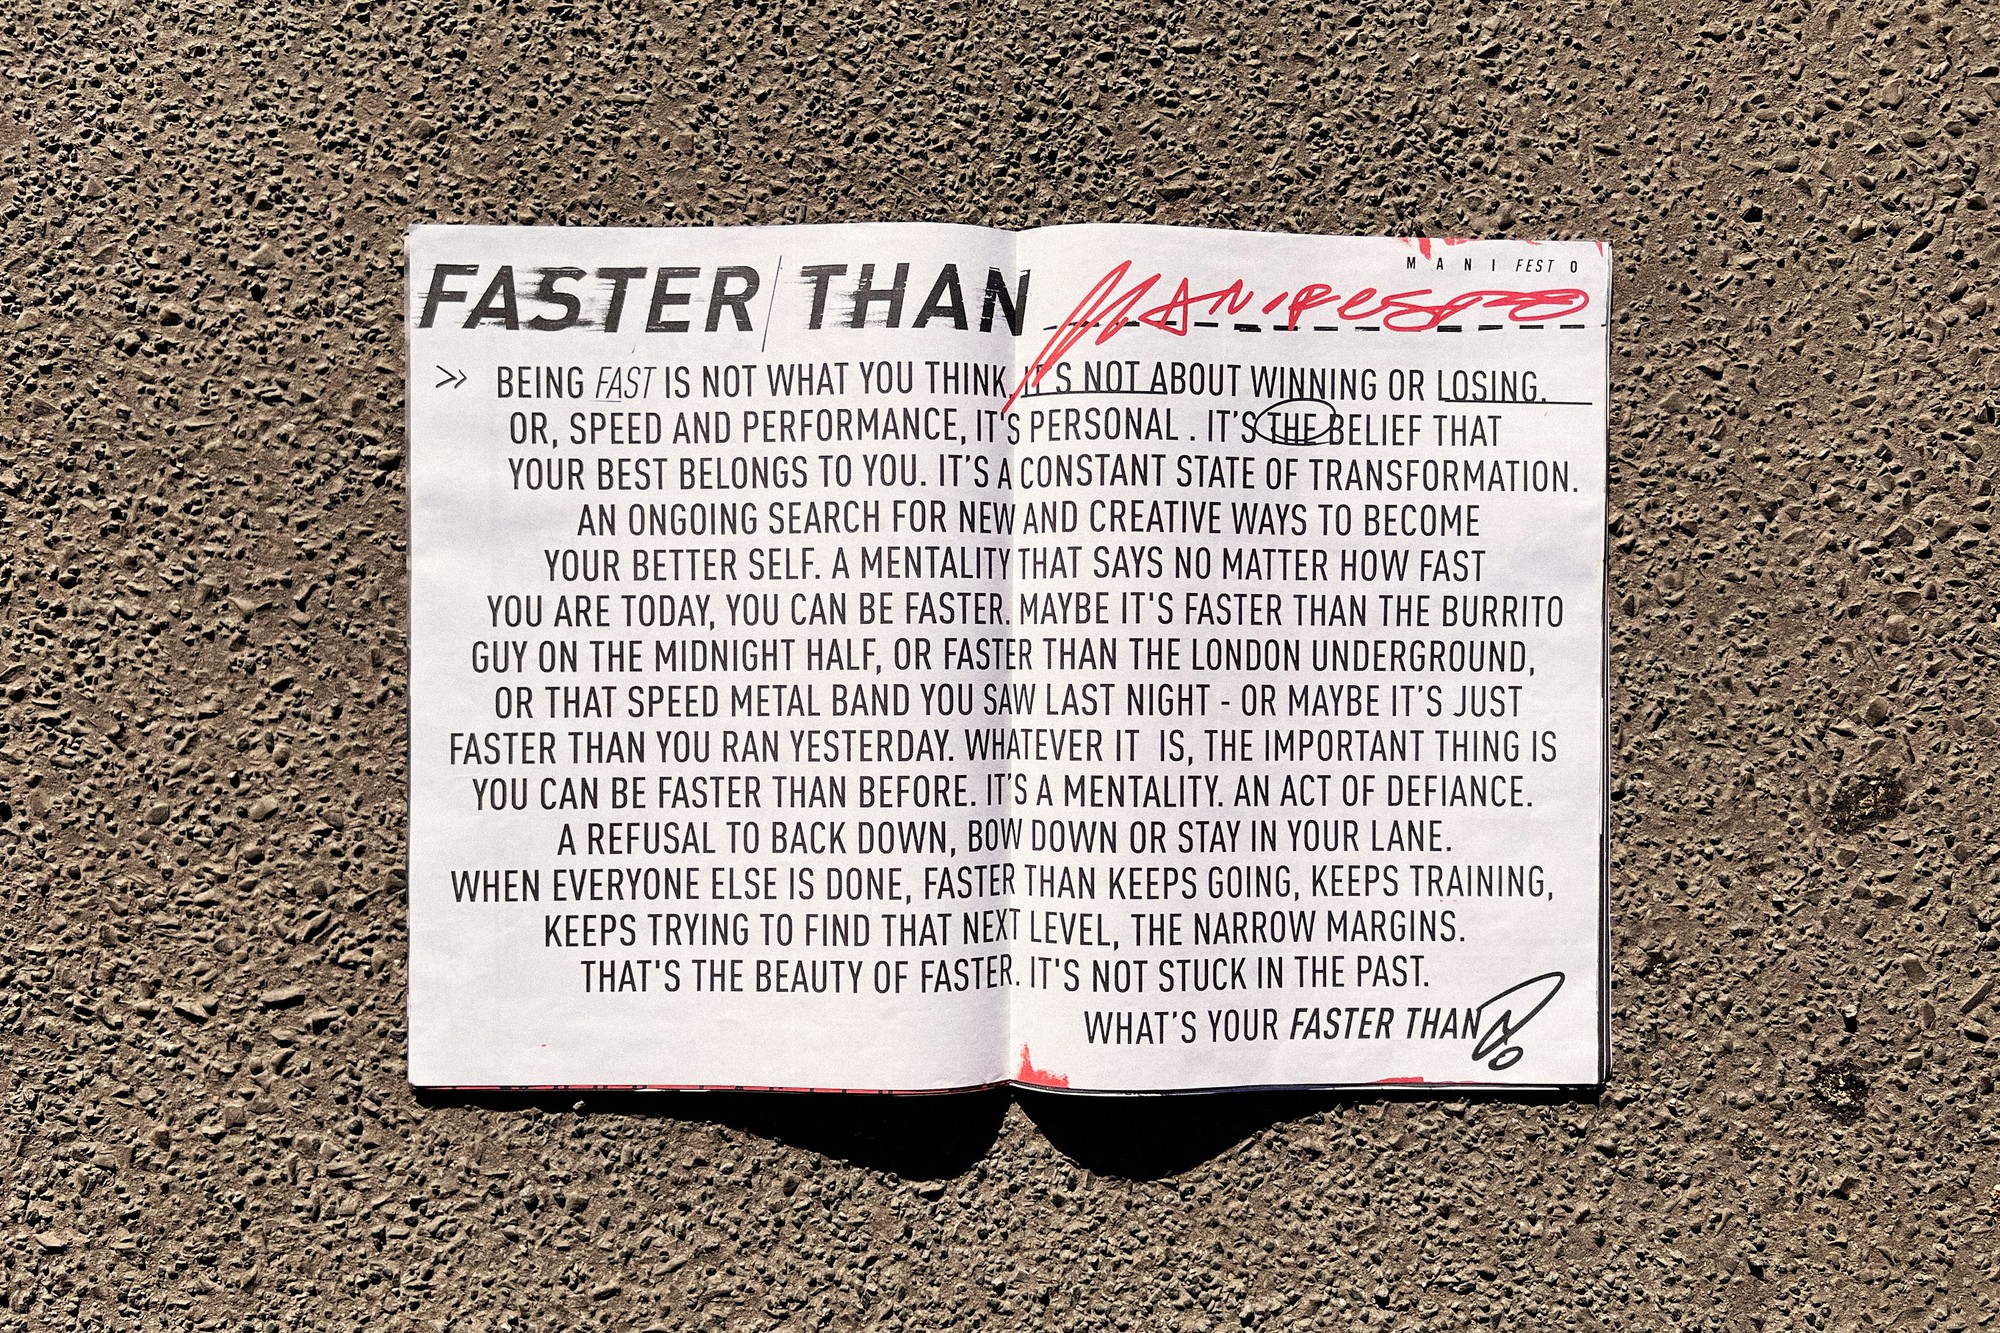 FASTER/THAN MANIFESTO
MANIFESTO
>> BEING FAST IS NOT WHAT YOU THINK, IT'S NOT ABOUT WINNING OR LOSING.
OR, SPEED AND PERFORMANCE, IT'S PERSONAL . IT'S THE BELIEF THAT
YOUR BEST BELONGS TO YOU. IT'S A CONSTANT STATE OF TRANSFORMATION.
AN ONGOING SEARCH FOR NEW AND CREATIVE WAYS TO BECOME
YOUR BETTER SELF. A MENTALITY THAT SAYS NO MATTER HOW FAST
YOU ARE TODAY, YOU CAN BE FASTER. MAYBE IT'S FASTER THAN THE BURRITO
GUY ON THE MIDNIGHT HALF, OR FASTER THAN THE LONDON UNDERGROUND,
OR THAT SPEED METAL BAND YOU SAW LAST NIGHT - OR MAYBE IT'S JUST
FASTER THAN YOU RAN YESTERDAY. WHATEVER IT IS, THE IMPORTANT THING IS
YOU CAN BE FASTER THAN BEFORE. IT'S A MENTALITY. AN ACT OF DEFIANCE.
A REFUSAL TO BACK DOWN, BOW DOWN OR STAY IN YOUR LANE.
WHEN EVERYONE ELSE IS DONE, FASTER THAN KEEPS GOING, KEEPS TRAINING,
KEEPS TRYING TO FIND THAT NEXT LEVEL, THE NARROW MARGINS.
THAT'S THE BEAUTY OF FASTER. IT'S NOT STUCK IN THE PAST.
WHAT'S YOUR FASTER THAN?